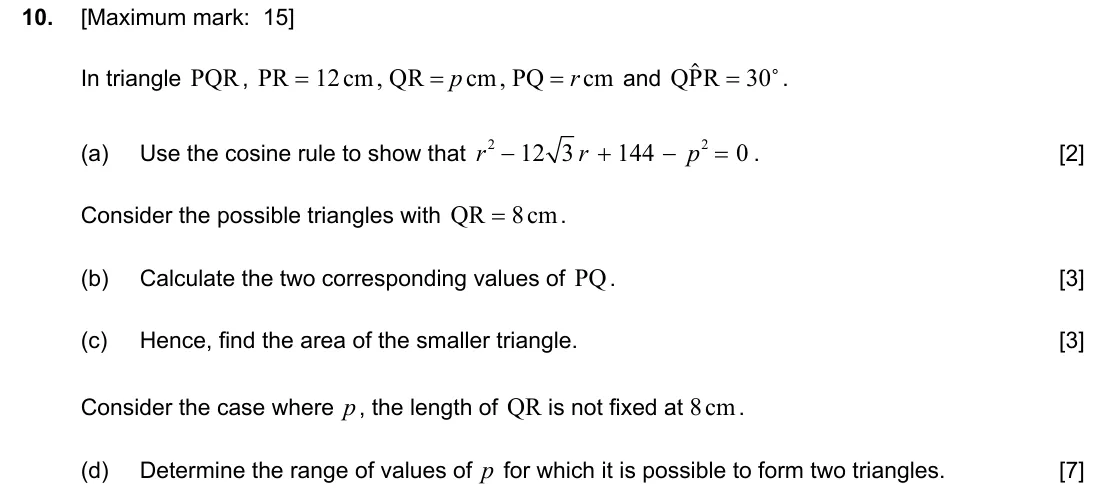 10. [Maximum mark: 15]
In triangle PQR, PR = 12 cm, QR = p cm, PQ = r cm and QP̂R = 30°.
(a) Use the cosine rule to show that r² − 12√3 r + 144 − p² = 0. [2]
Consider the possible triangles with QR = 8 cm.
(b) Calculate the two corresponding values of PQ. [3]
(c) Hence, find the area of the smaller triangle. [3]
Consider the case where p, the length of QR is not fixed at 8 cm.
(d) Determine the range of values of p for which it is possible to form two triangles. [7]